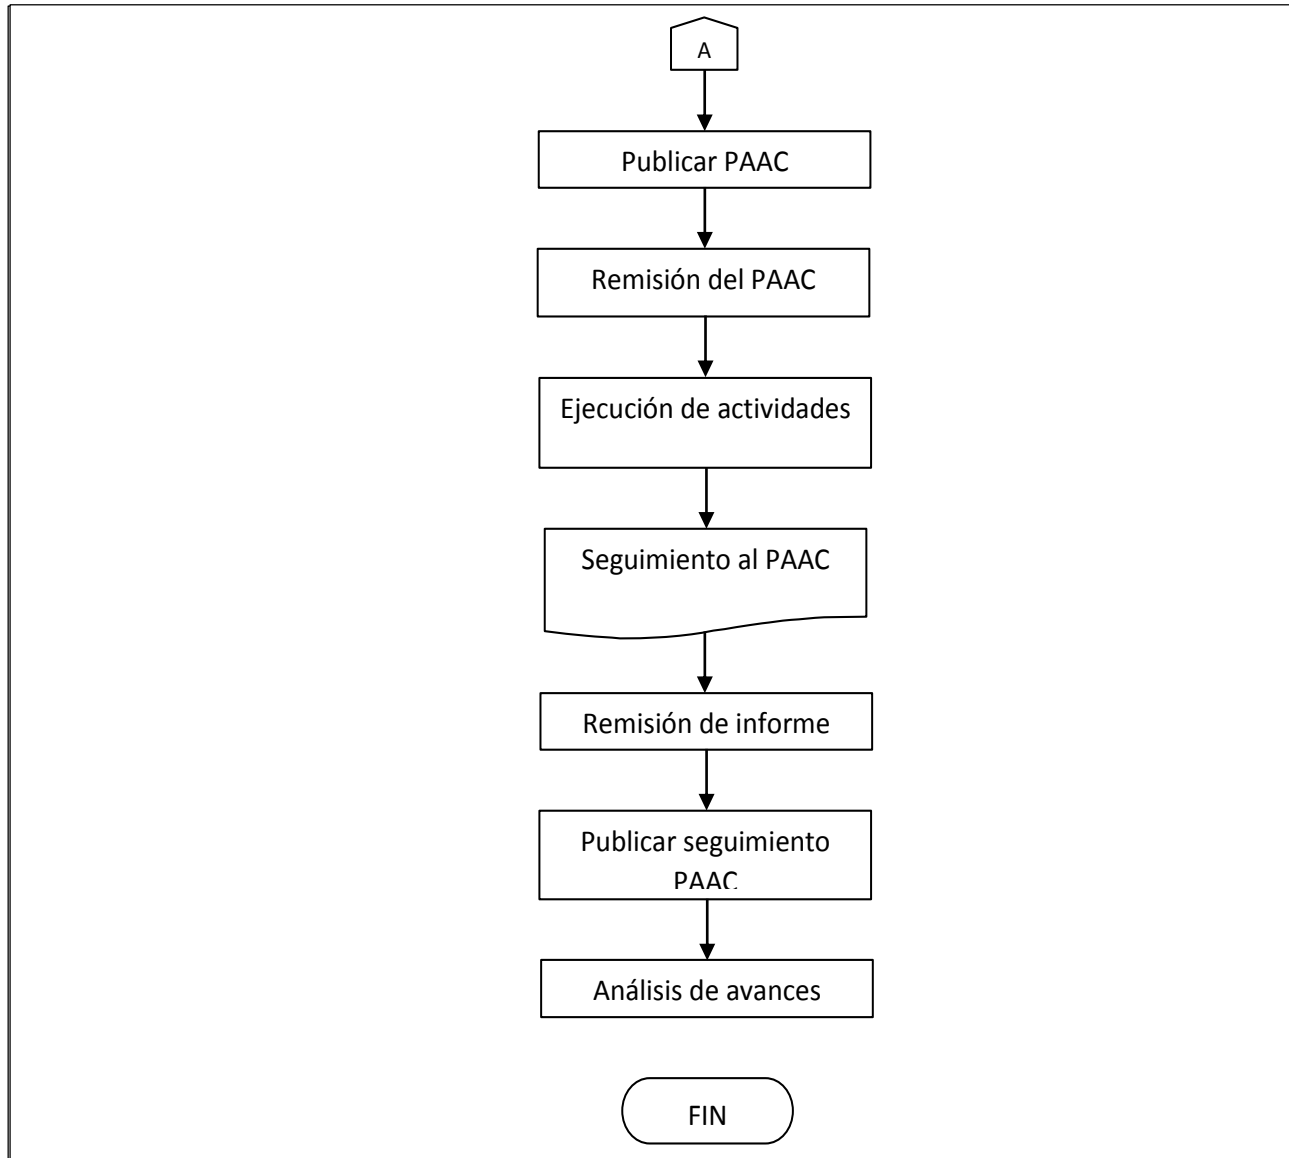 A
Publicar PAAC
Remisión del PAAC
Ejecución de actividades
Seguimiento al PAAC
Remisión de informe
Publicar seguimiento
PAAC
Análisis de avances
FIN